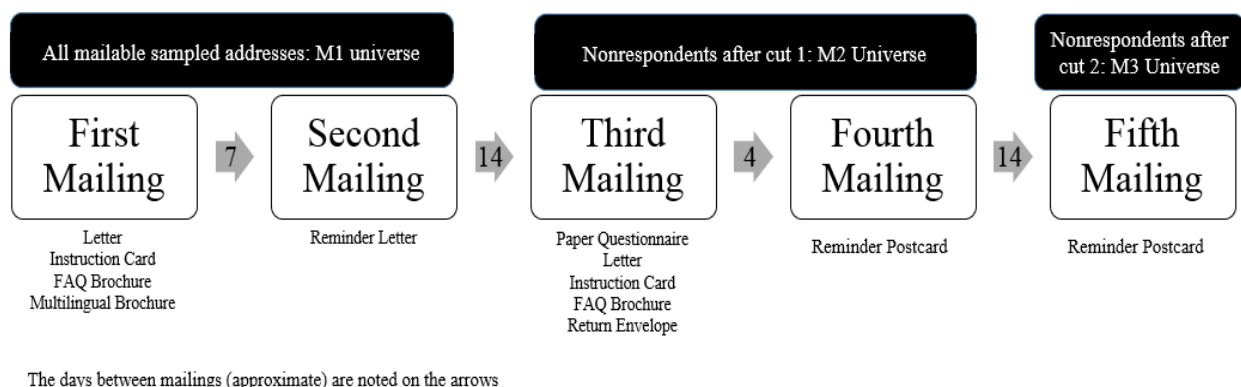 All mailable sampled addresses: M1 universe
Nonrespondents after cut 1: M2 Universe
Nonrespondents after
cut 2: M3 Universe
First
Mailing
7
Second
Mailing
14
Third
Mailing
4
Fourth
Mailing
14
Fifth
Mailing
Letter
Instruction Card
FAQ Brochure
Multilingual Brochure
Reminder Letter
Paper Questionnaire
Letter
Instruction Card
FAQ Brochure
Return Envelope
Reminder Postcard
Reminder Postcard
The days between mailings (approximate) are noted on the arrows